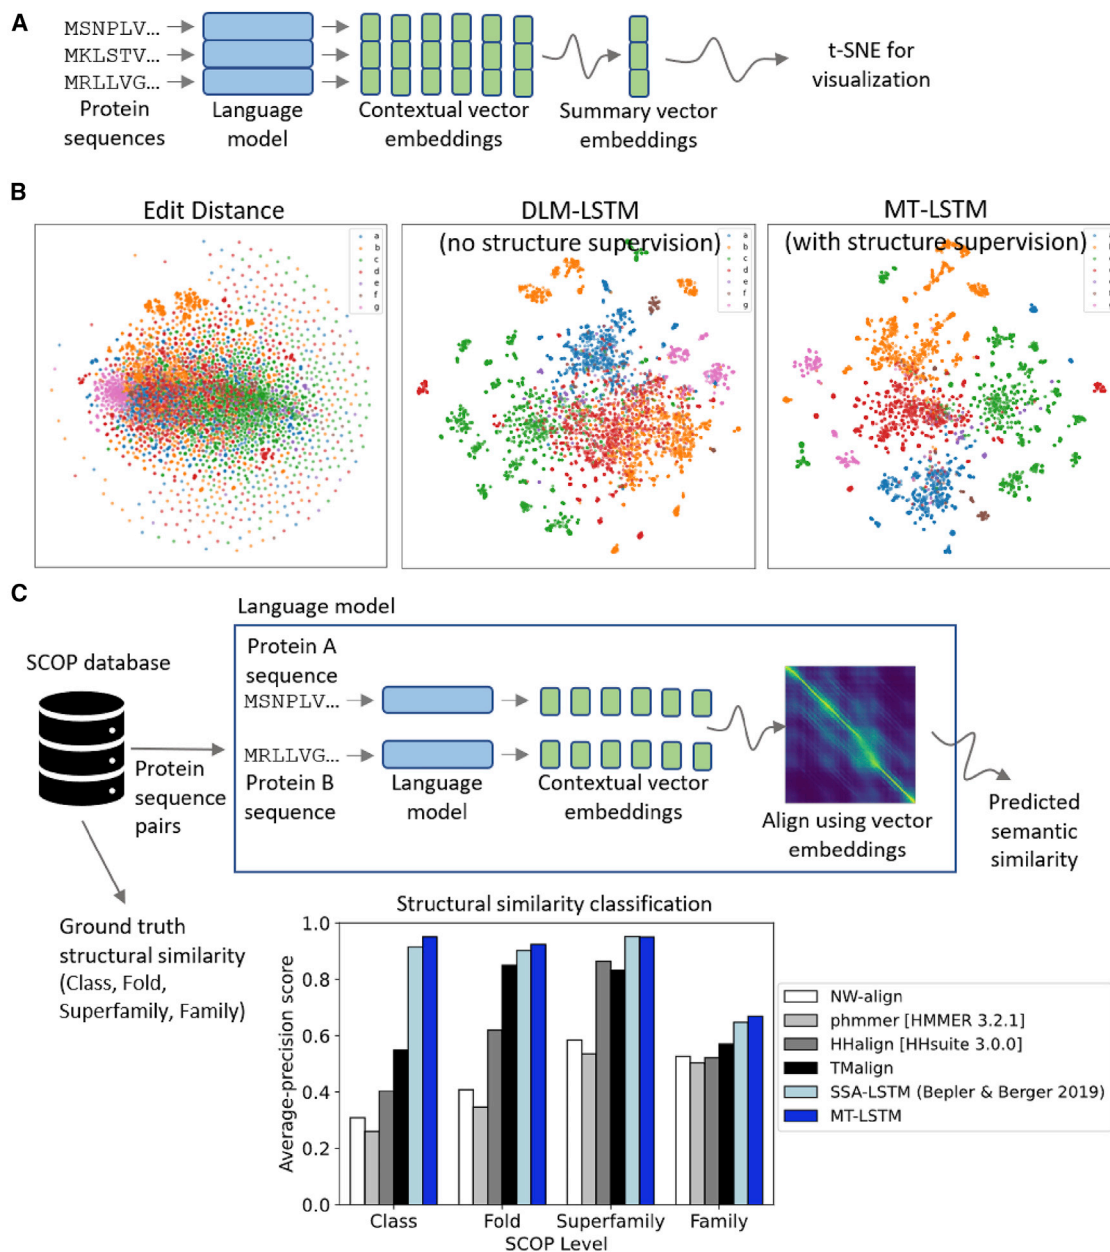 A
MSNPLV...
MKLSTV...
MRLLVG...
Protein
sequences
Language
model
Contextual vector
embeddings
Summary vector
embeddings
t-SNE for
visualization
B
Edit Distance
a
b
c
d
e
f
g
DLM-LSTM
(no structure supervision)
a
b
c
d
e
f
g
MT-LSTM
(with structure supervision)
C
Language model
SCOP database
Protein
sequence
pairs
Protein A
sequence
MSNPLV...
MRLLVG...
Protein B
sequence
Language
model
Contextual vector
embeddings
Align using vector
embeddings
Predicted
semantic
similarity
Ground truth
structural similarity
(Class, Fold,
Superfamily, Family)
Structural similarity classification
Average-precision score
1.0
0.8
0.6
0.4
0.2
0.0
Class
Fold
Superfamily
Family
SCOP Level
NW-align
phmmer [HMMER 3.2.1]
HHalign [HHsuite 3.0.0]
TMalign
SSA-LSTM (Bepler & Berger 2019)
MT-LSTM